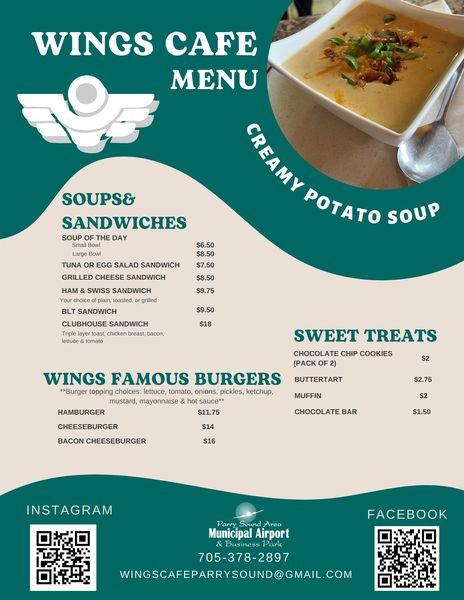 WINGS CAFE
MENU
CREAMY POTATO SOUP
SOUPS&
SANDWICHES
SOUP OF THE DAY
Small Bowl $6.50
Large Bowl $8.50
TUNA OR EGG SALAD SANDWICH $7.50
GRILLED CHEESE SANDWICH $8.50
HAM & SWISS SANDWICH $9.75
Your choice of plain, toasted, or grilled
BLT SANDWICH $9.50
CLUBHOUSE SANDWICH $18
Triple layer toast, chicken breast, bacon,
lettuce & tomato
SWEET TREATS
CHOCOLATE CHIP COOKIES
(PACK OF 2) $2
BUTTERTART $2.75
MUFFIN $2
CHOCOLATE BAR $1.50
WINGS FAMOUS BURGERS
**Burger topping choices: lettuce, tomato, onions, pickles, ketchup,
mustard, mayonnaise & hot sauce**
HAMBURGER $11.75
CHEESEBURGER $14
BACON CHEESEBURGER $16
INSTAGRAM
FACEBOOK
Parry Sound Area
Municipal Airport
& Business Park
705-378-2897
WINGSCAFEPARRYSOUND@GMAIL.COM